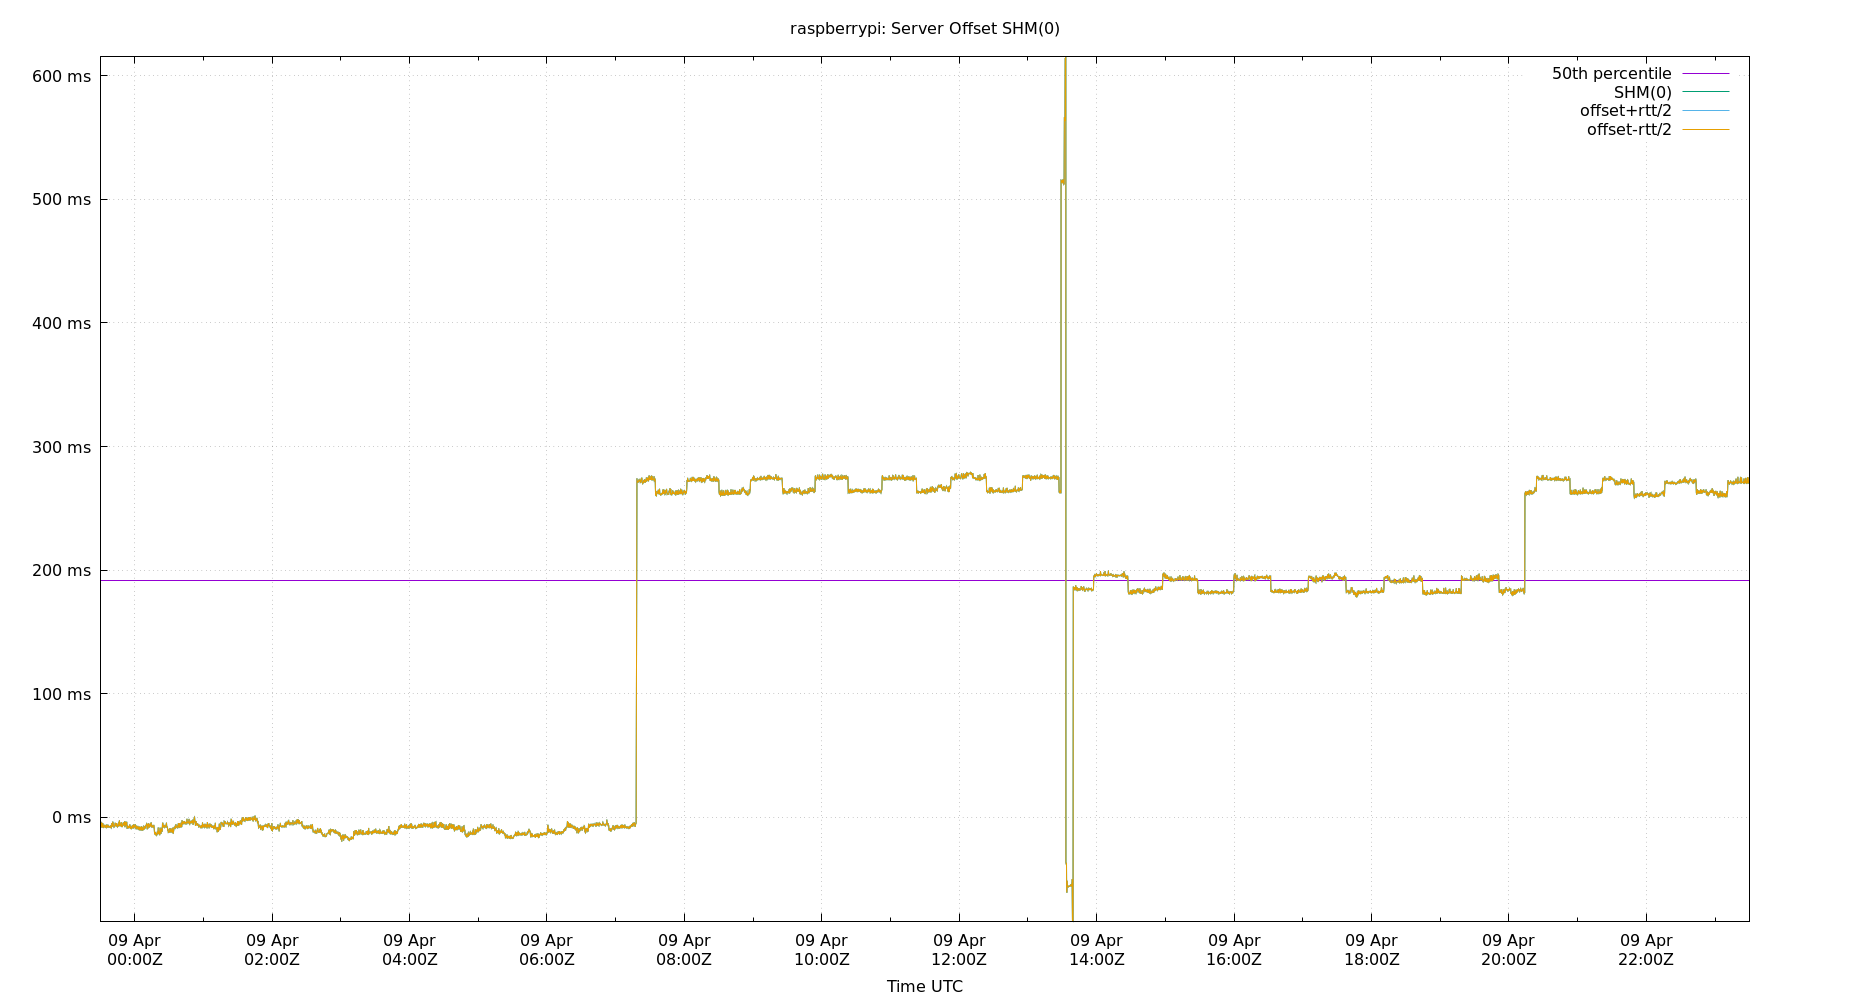 raspberrypi: Server Offset SHM(0)
600 ms
500 ms
400 ms
300 ms
200 ms
100 ms
0 ms
50th percentile
SHM(0)
offset+rtt/2
offset-rtt/2
09 Apr 09 Apr 09 Apr 09 Apr 09 Apr 09 Apr 09 Apr 09 Apr 09 Apr 09 Apr 09 Apr 09 Apr
00:00Z 02:00Z 04:00Z 06:00Z 08:00Z 10:00Z 12:00Z 14:00Z 16:00Z 18:00Z 20:00Z 22:00Z
Time UTC